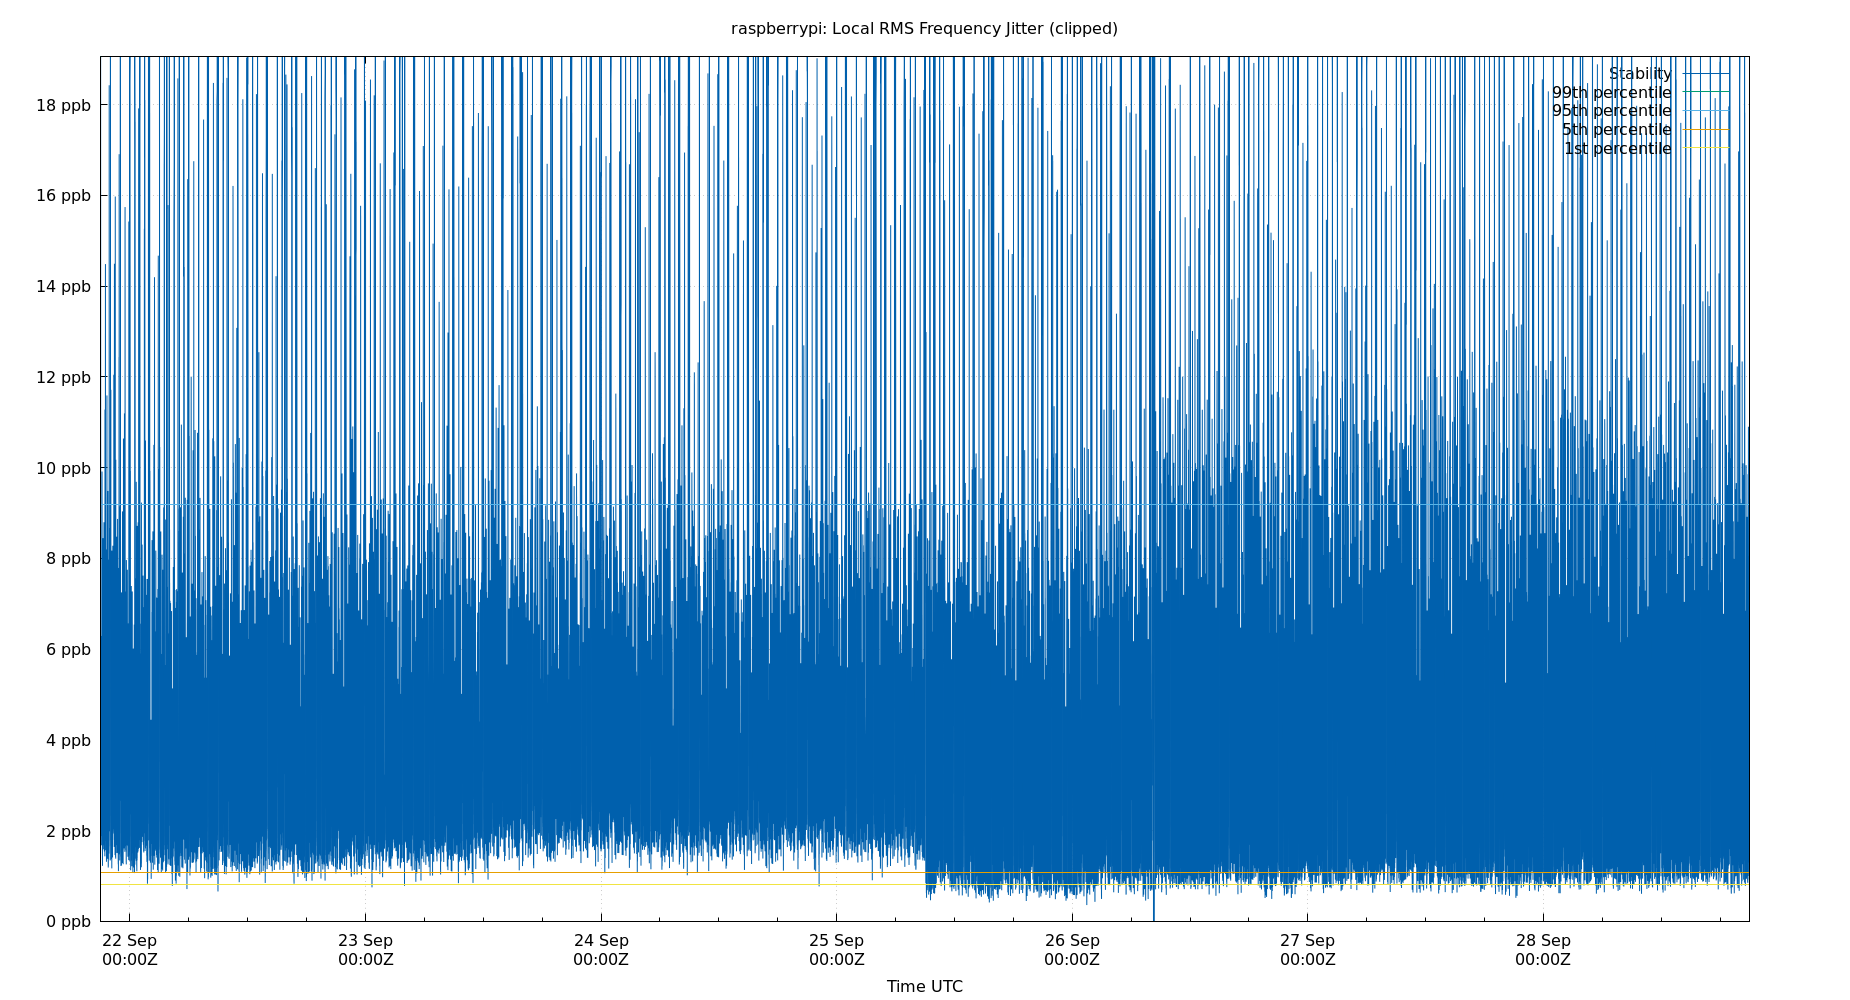 raspberrypi: Local RMS Frequency Jitter (clipped)
Stability
99th percentile
95th percentile
5th percentile
1st percentile
18 ppb
16 ppb
14 ppb
12 ppb
10 ppb
8 ppb
6 ppb
4 ppb
2 ppb
0 ppb
22 Sep 23 Sep 24 Sep 25 Sep 26 Sep 27 Sep 28 Sep
00:00Z 00:00Z 00:00Z 00:00Z 00:00Z 00:00Z 00:00Z
Time UTC